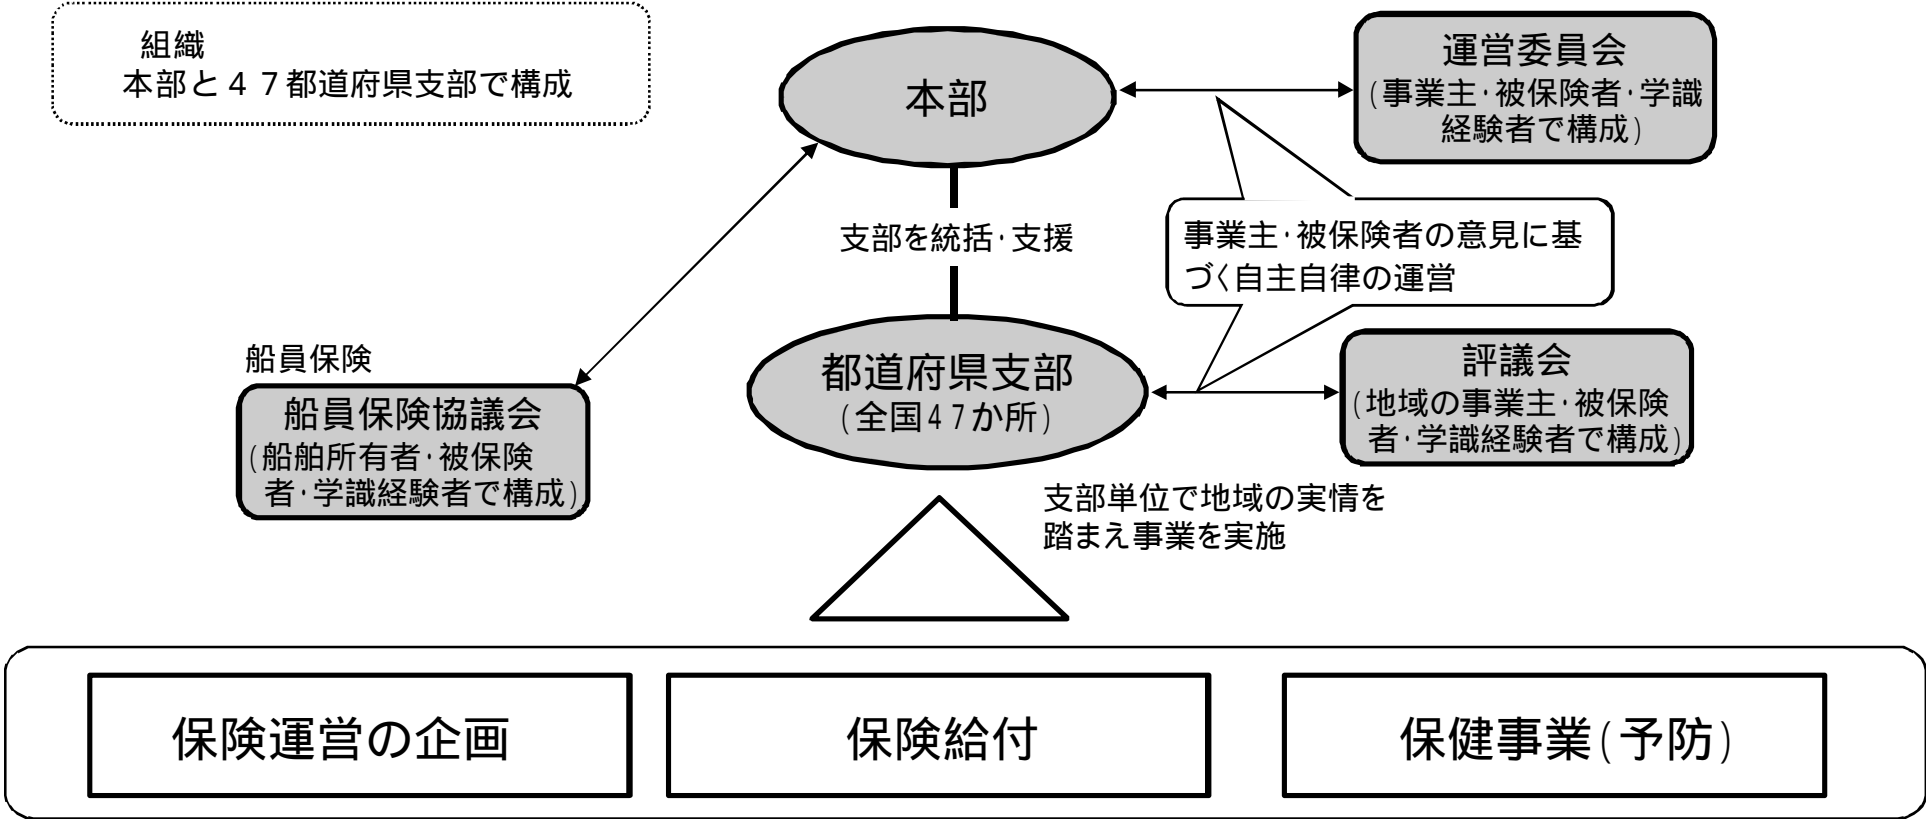 組織
本部と４７都道府県支部で構成
本部
運営委員会
(事業主･被保険者･学識
経験者で構成)
支部を統括･支援
事業主･被保険者の意見に基
づく自主自律の運営
船員保険
船員保険協議会
(船舶所有者･被保険
者･学識経験者で構成)
都道府県支部
(全国４７か所)
評議会
(地域の事業主･被保険
者･学識経験者で構成)
支部単位で地域の実情を
踏まえ事業を実施
保険運営の企画
保険給付
保健事業(予防)